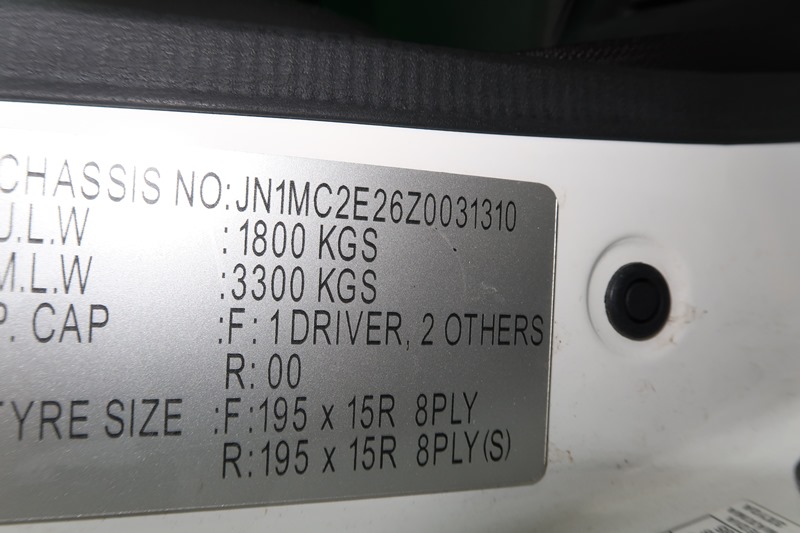 CHASSIS NO: JN1MC2E26Z0031310
U.L.W : 1800 KGS
M.L.W : 3300 KGS
P. CAP : F: 1 DRIVER, 2 OTHERS
R: 00
TYRE SIZE : F: 195 x 15R 8PLY
R: 195 x 15R 8PLY (S)